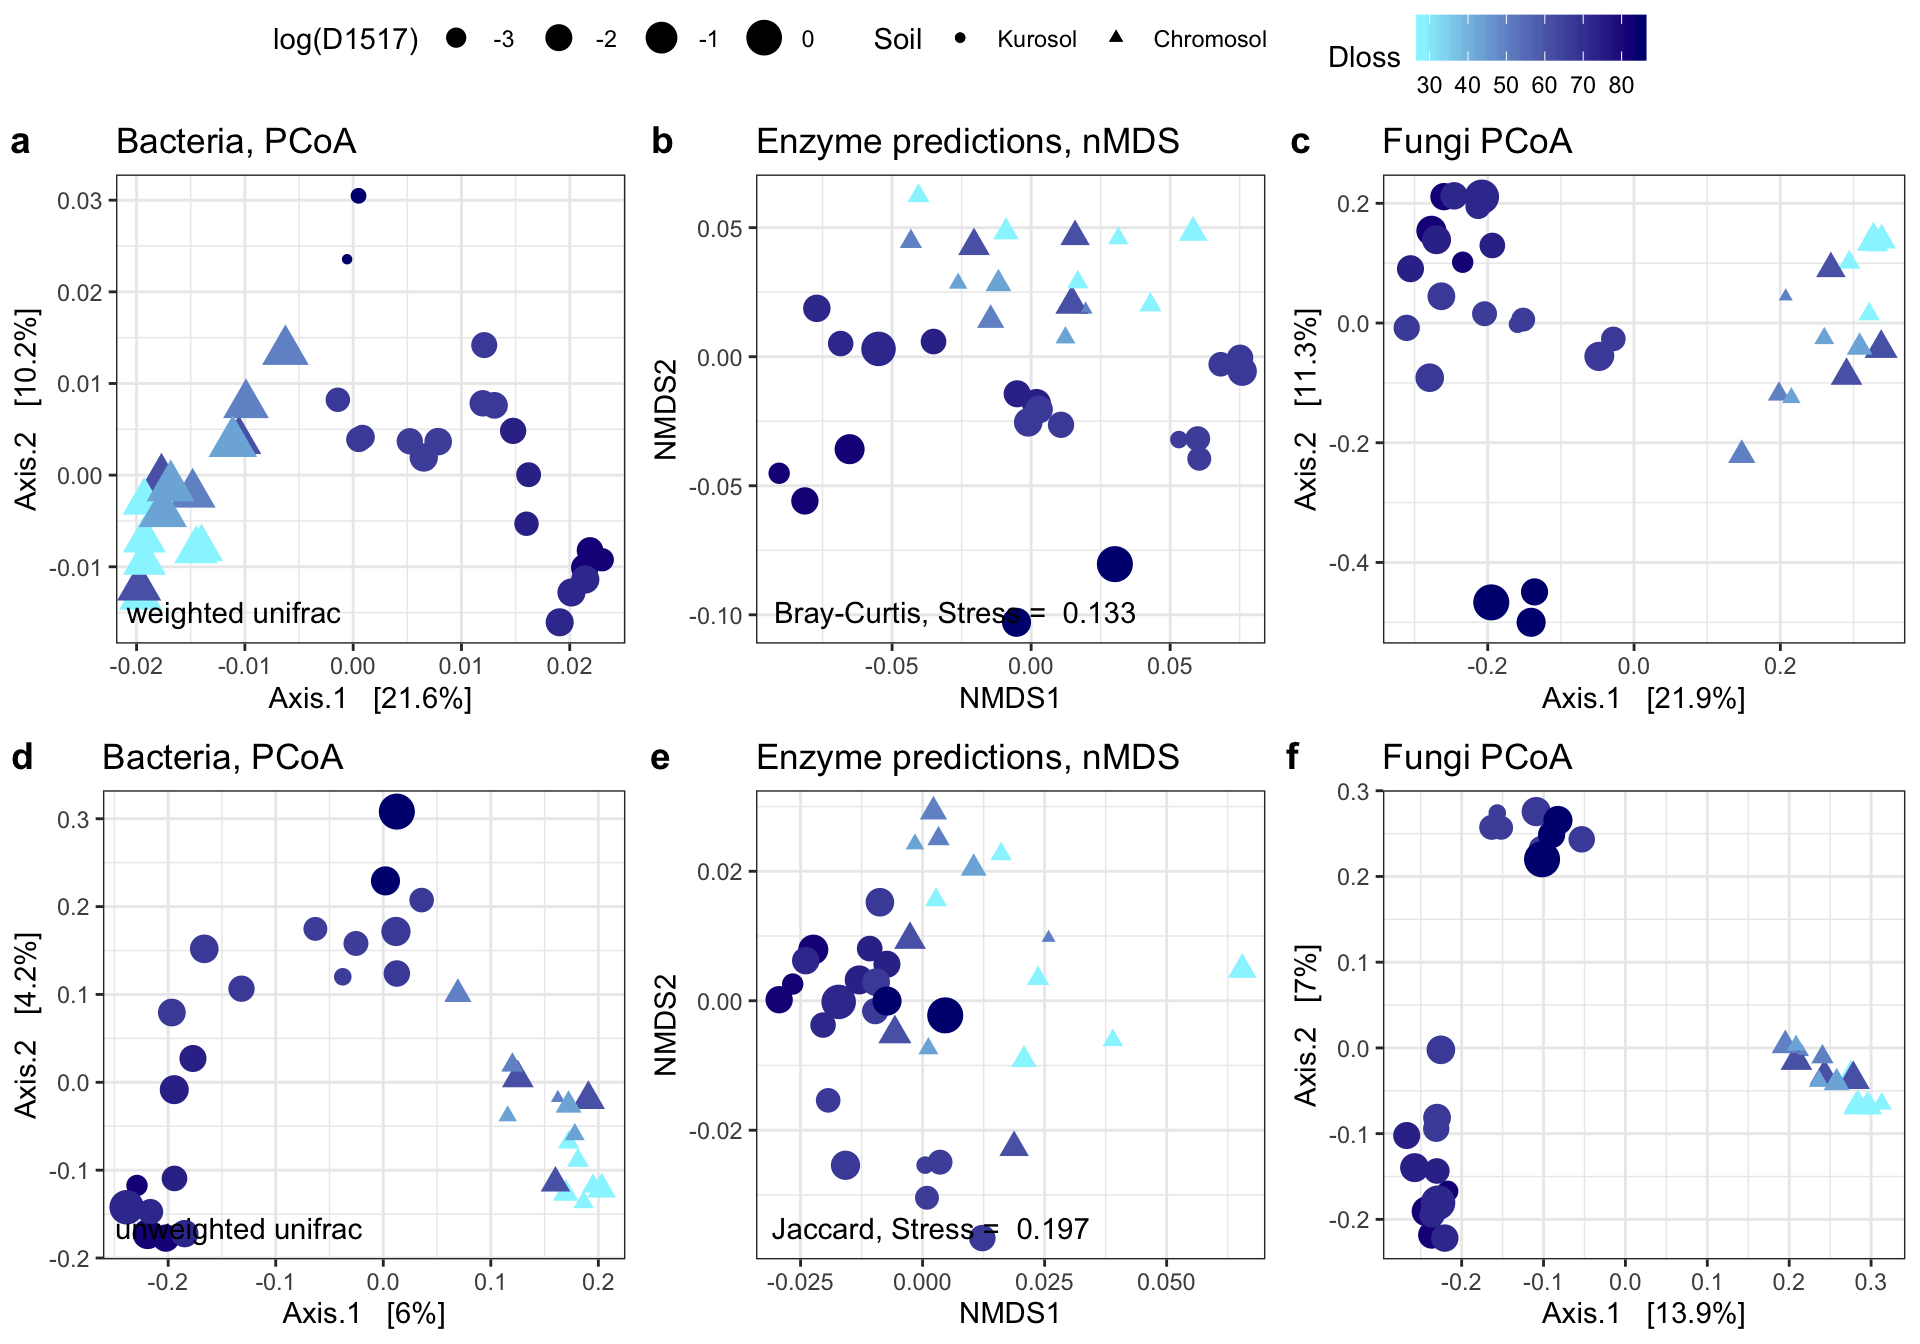 log(D1517) -3 -2 -1 0 Soil Kurosol Chromosol Dloss 30 40 50 60 70 80
a Bacteria, PCoA
0.03
0.02
0.01
0.00
-0.01
Axis.2 [10.2%]
weighted unifrac
-0.02 -0.01 0.00 0.01 0.02
Axis.1 [21.6%]
b Enzyme predictions, nMDS
0.05
0.00
-0.05
-0.10
NMDS2
Bray-Curtis, Stress = 0.133
-0.05 0.00 0.05
NMDS1
c Fungi PCoA
0.2
0.0
-0.2
-0.4
Axis.2 [11.3%]
-0.2 0.0 0.2
Axis.1 [21.9%]
d Bacteria, PCoA
0.3
0.2
0.1
0.0
-0.1
-0.2
Axis.2 [4.2%]
unweighted unifrac
-0.2 -0.1 0.0 0.1 0.2
Axis.1 [6%]
e Enzyme predictions, nMDS
0.02
0.00
-0.02
NMDS2
Jaccard, Stress = 0.197
-0.025 0.000 0.025 0.050
NMDS1
f Fungi PCoA
0.3
0.2
0.1
0.0
-0.1
-0.2
Axis.2 [7%]
-0.2 -0.1 0.0 0.1 0.2 0.3
Axis.1 [13.9%]